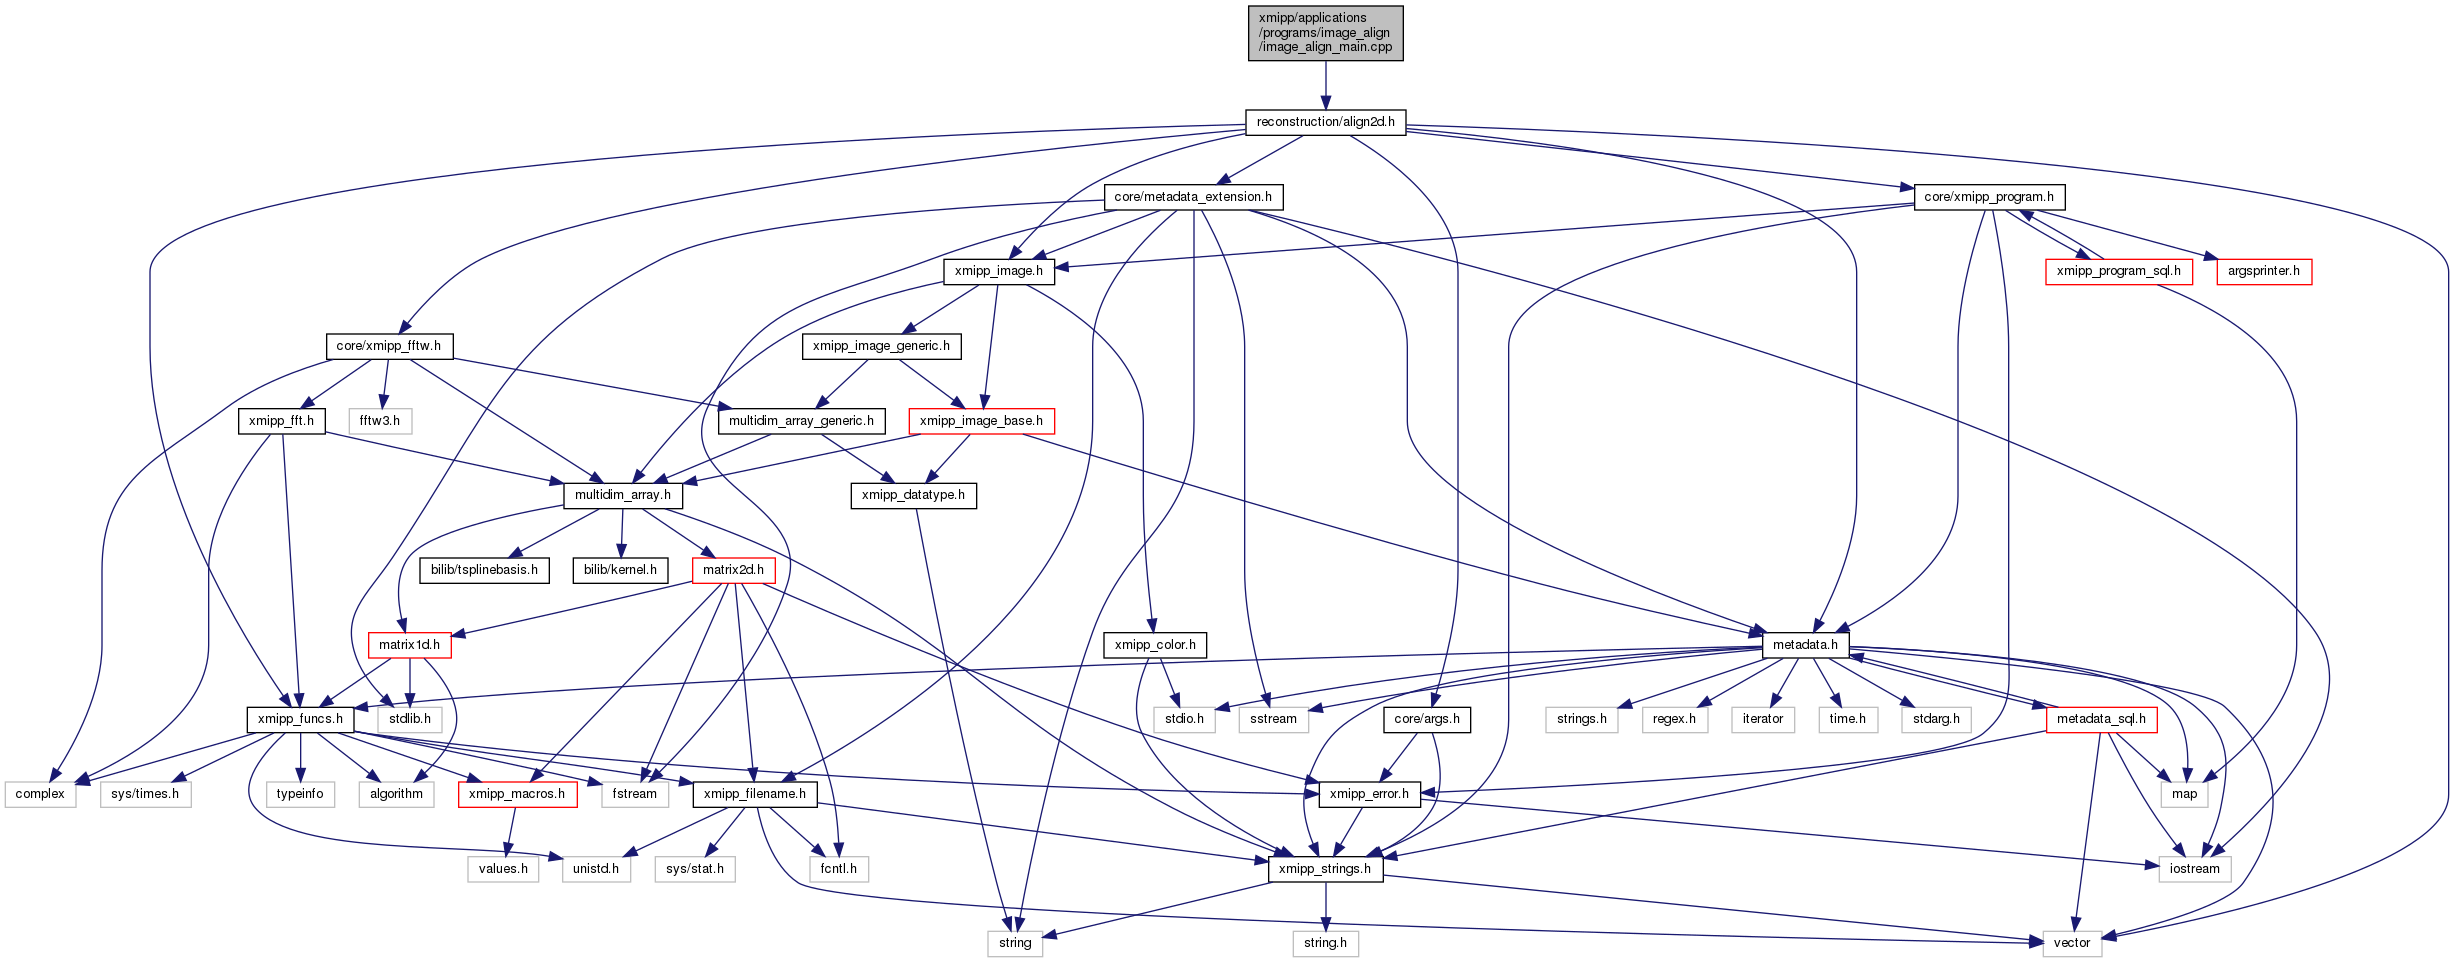 xmipp/applications
/programs/image_align
/image_align_main.cpp
reconstruction/align2d.h
core/metadata_extension.h
core/xmipp_program.h
xmipp_image.h
xmipp_program_sql.h
argsprinter.h
core/xmipp_fftw.h
xmipp_image_generic.h
xmipp_fft.h
fftw3.h
multidim_array_generic.h
xmipp_image_base.h
multidim_array.h
xmipp_datatype.h
bilib/tsplinebasis.h
bilib/kernel.h
matrix2d.h
matrix1d.h
xmipp_color.h
metadata.h
xmipp_funcs.h
stdlib.h
stdio.h
sstream
core/args.h
strings.h
regex.h
iterator
time.h
stdarg.h
metadata_sql.h
complex
sys/times.h
typeinfo
algorithm
xmipp_macros.h
fstream
xmipp_filename.h
xmipp_error.h
map
values.h
unistd.h
sys/stat.h
fcntl.h
xmipp_strings.h
iostream
string
string.h
vector